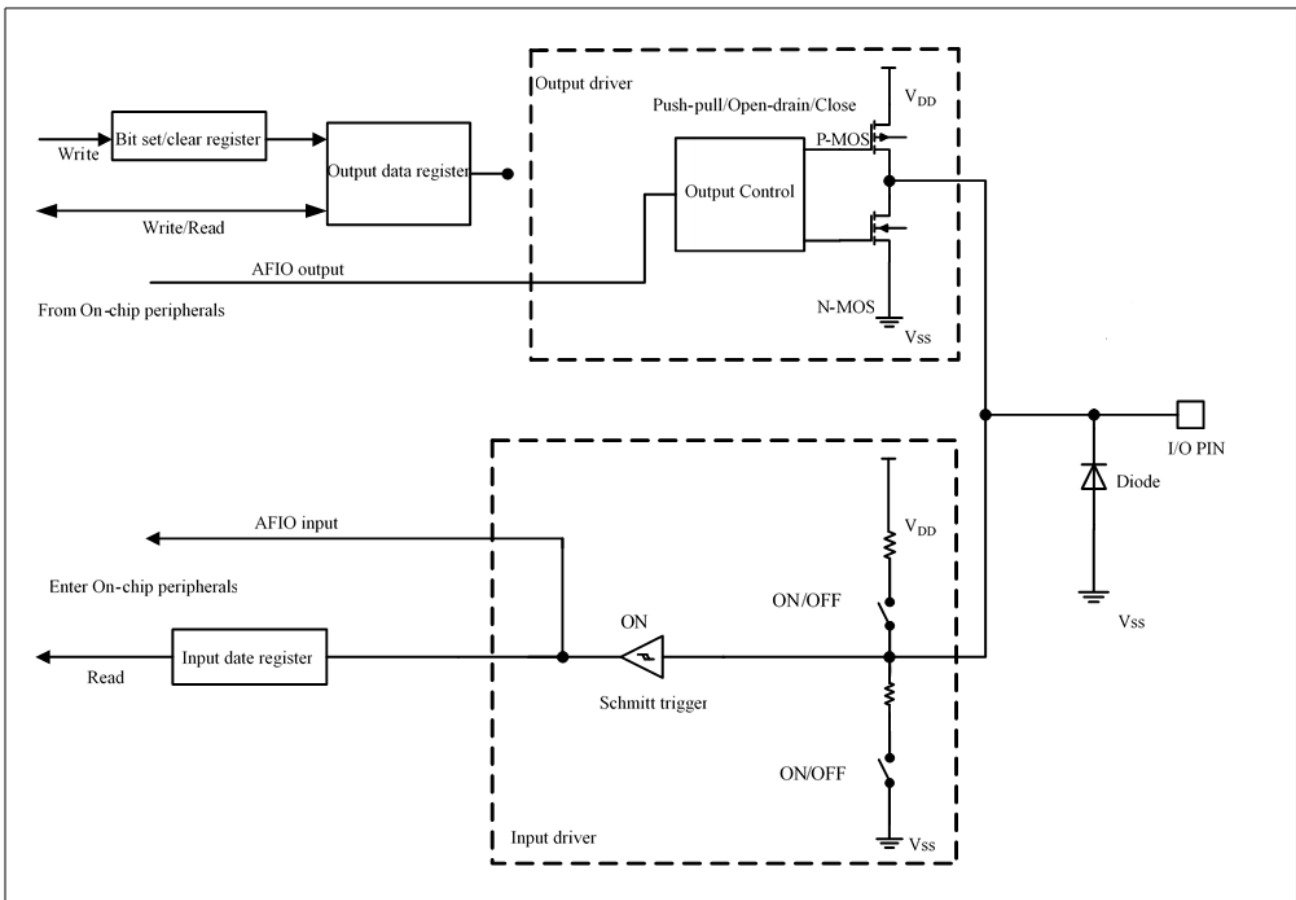 Output driver
Push-pull/Open-drain/Close
VDD
P-MOS
Bit set/clear register
Write
Output data register
Output Control
Write/Read
AFIO output
From On-chip peripherals
N-MOS
Vss
I/O PIN
Diode
Vss
AFIO input
VDD
Enter On-chip peripherals
ON/OFF
ON
Input date register
Read
Schmitt trigger
ON/OFF
Input driver
Vss